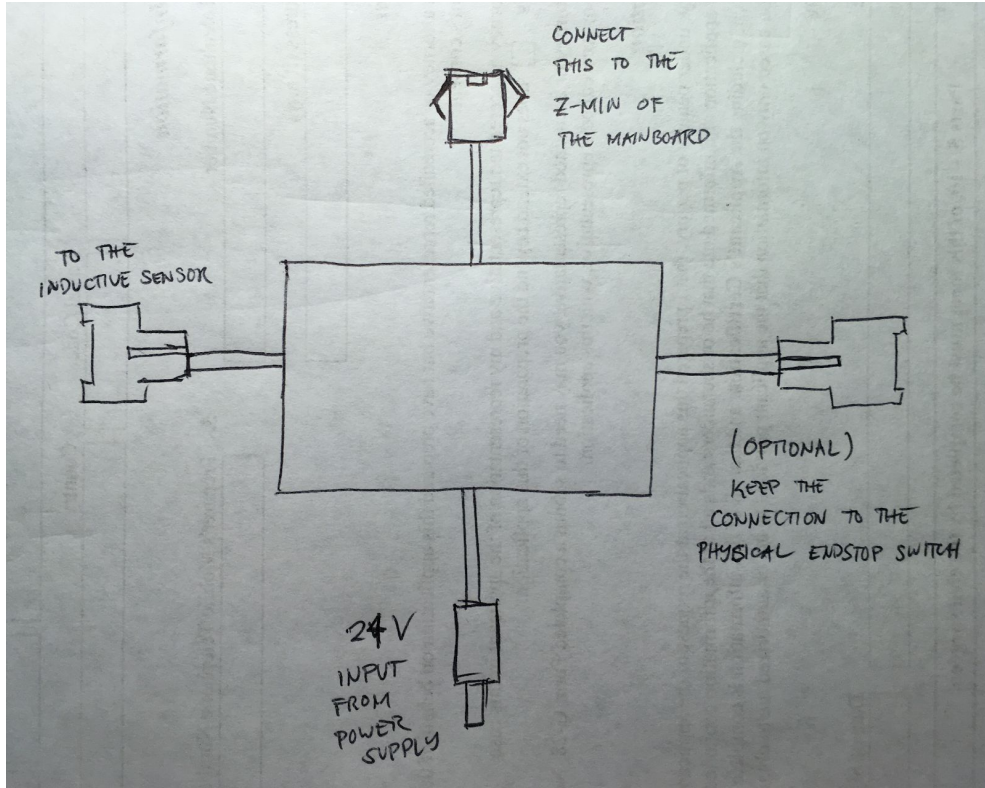 CONNECT
THIS TO THE
Z-MIN OF
THE MAINBOARD
TO THE
INDUCTIVE SENSOR
(OPTIONAL)
KEEP THE
CONNECTION TO THE
PHYSICAL ENDSTOP SWITCH
24V
INPUT
FROM
POWER
SUPPLY